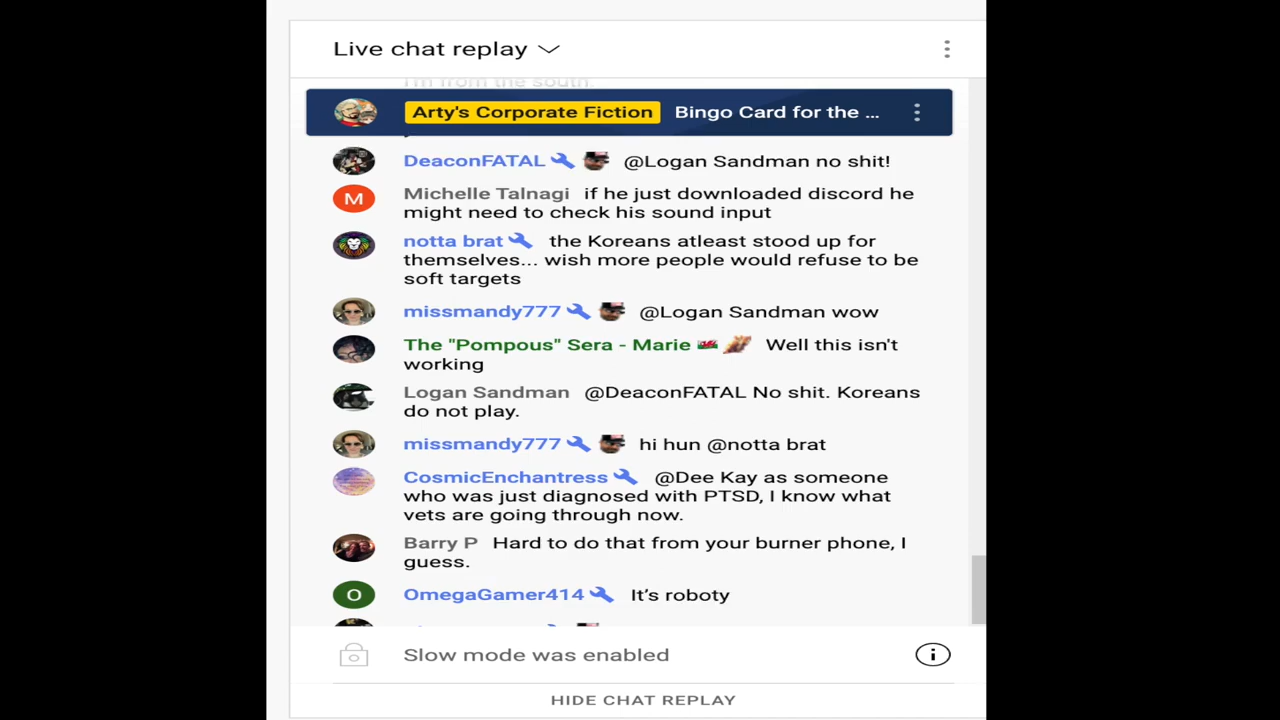 Live chat replay
I'm from the south.
Arty's Corporate Fiction Bingo Card for the ...
DeaconFATAL @Logan Sandman no shit!
M Michelle Talnagi if he just downloaded discord he
might need to check his sound input
notta brat the Koreans atleast stood up for
themselves... wish more people would refuse to be
soft targets
missmandy777 @Logan Sandman wow
The "Pompous" Sera - Marie Well this isn't
working
Logan Sandman @DeaconFATAL No shit. Koreans
do not play.
missmandy777 hi hun @notta brat
CosmicEnchantress @Dee Kay as someone
who was just diagnosed with PTSD, I know what
vets are going through now.
Barry P Hard to do that from your burner phone, I
guess.
O OmegaGamer414 It's roboty
Slow mode was enabled
HIDE CHAT REPLAY